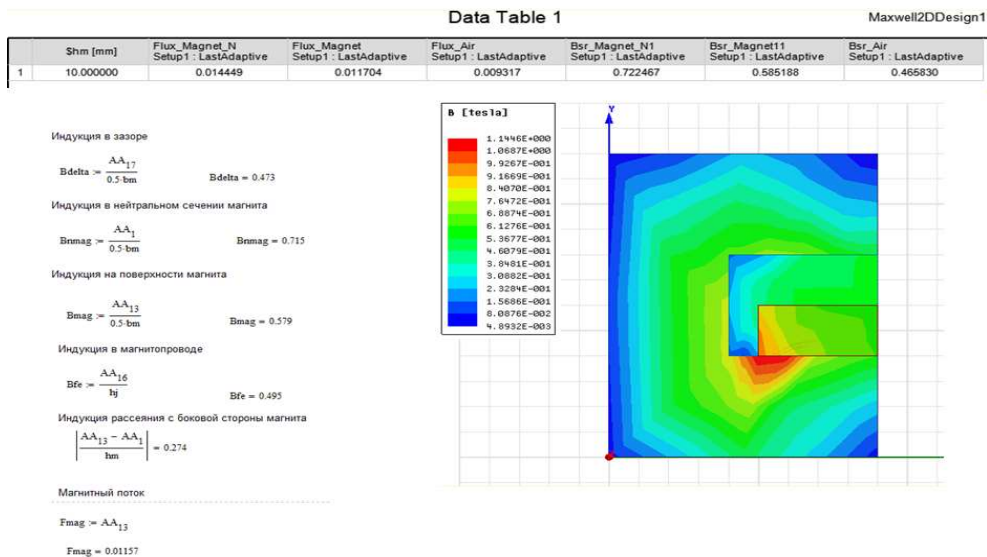 Data Table 1
Maxwell2DDesign1
$hm [mm] Flux_Magnet_N Setup1 : LastAdaptive Flux_Magnet Setup1 : LastAdaptive Flux_Air Setup1 : LastAdaptive Bsr_Magnet_N1 Setup1 : LastAdaptive Bsr_Magnet11 Setup1 : LastAdaptive Bsr_Air Setup1 : LastAdaptive
1 10.000000 0.014449 0.011704 0.009317 0.722467 0.585188 0.465830
Индукция в зазоре
Bdelta := AA17 / 0.5·bm
Bdelta = 0.473
Индукция в нейтральном сечении магнита
Bnmag := AA1 / 0.5·bm
Bnmag = 0.715
Индукция на поверхности магнита
Bmag := AA13 / 0.5·bm
Bmag = 0.579
Индукция в магнитопроводе
Bfe := AA16 / hj
Bfe = 0.495
Индукция рассеяния с боковой стороны магнита
|AA13 − AA1 / hm| = 0.274
Магнитный поток
Fmag := AA13
Fmag = 0.01157
B [tesla]
1.1446E+000
1.0687E+000
9.9267E-001
9.1669E-001
8.4070E-001
7.6472E-001
6.8874E-001
6.1276E-001
5.3677E-001
4.6079E-001
3.8481E-001
3.0882E-001
2.3284E-001
1.5686E-001
8.0876E-002
4.8932E-003
Y